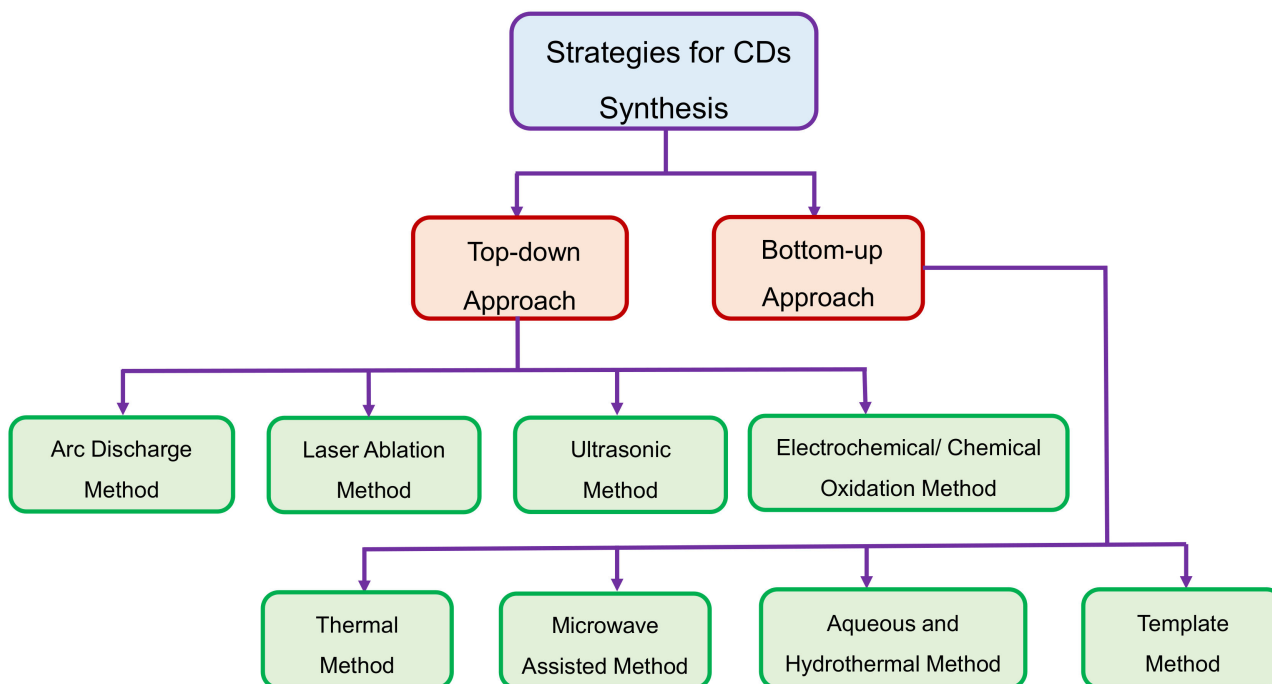 Strategies for CDs
Synthesis
Top-down
Approach
Bottom-up
Approach
Arc Discharge
Method
Laser Ablation
Method
Ultrasonic
Method
Electrochemical/ Chemical
Oxidation Method
Thermal
Method
Microwave
Assisted Method
Aqueous and
Hydrothermal Method
Template
Method